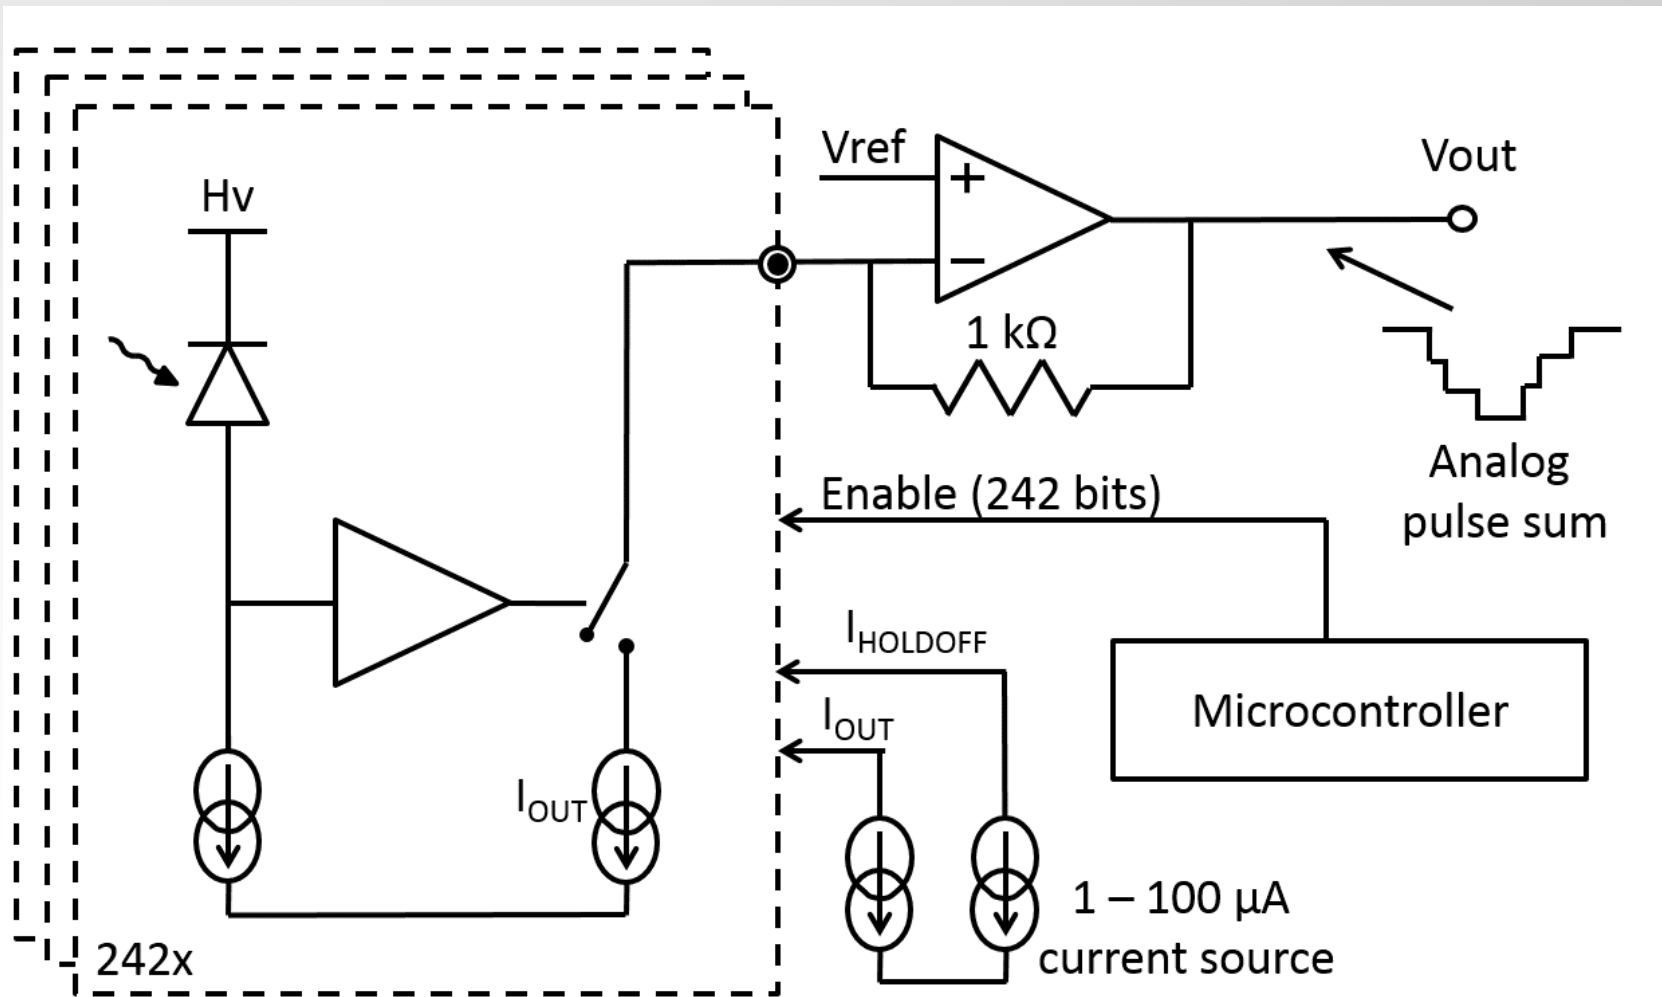 Hv
Vref
+
−
Vout
1 kΩ
Analog
pulse sum
Enable (242 bits)
IHOLDOFF
IOUT
Microcontroller
IOUT
1 – 100 µA
current source
242x